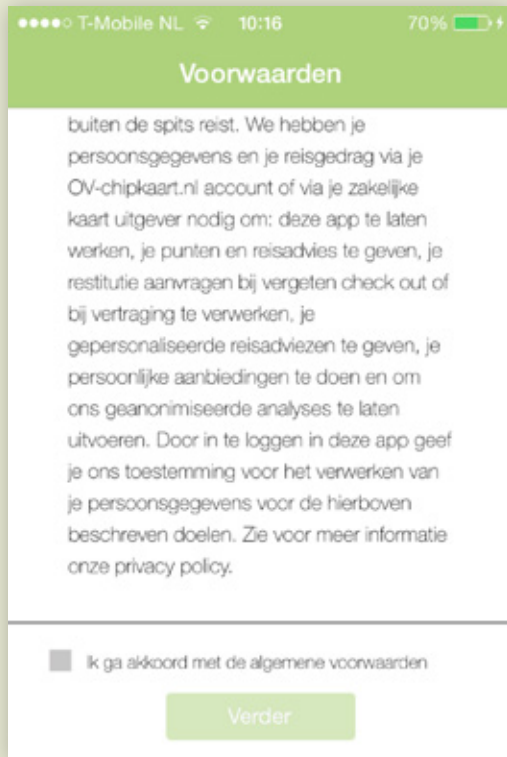 T-Mobile NL 10:16 70%
Voorwaarden
buiten de spits reist. We hebben je
persoonsgegevens en je reisgedrag via je
OV-chipkaart.nl account of via je zakelijke
kaart uitgever nodig om: deze app te laten
werken, je punten en reisadvies te geven, je
restitutie aanvragen bij vergeten check out of
bij vertraging te verwerken, je
gepersonaliseerde reisadviezen te geven, je
persoonlijke aanbiedingen te doen en om
ons geanonimiseerde analyses te laten
uitvoeren. Door in te loggen in deze app geef
je ons toestemming voor het verwerken van
je persoonsgegevens voor de hierboven
beschreven doelen. Zie voor meer informatie
onze privacy policy.
Ik ga akkoord met de algemene voorwaarden
Verder